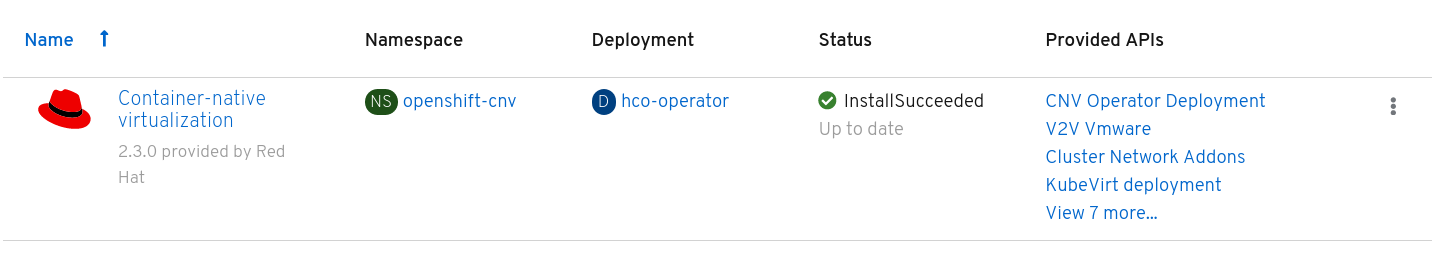 Name Namespace Deployment Status Provided APIs
Container-native virtualization
2.3.0 provided by Red Hat
NS openshift-cnv
D hco-operator
InstallSucceeded
Up to date
CNV Operator Deployment
V2V Vmware
Cluster Network Addons
KubeVirt deployment
View 7 more...